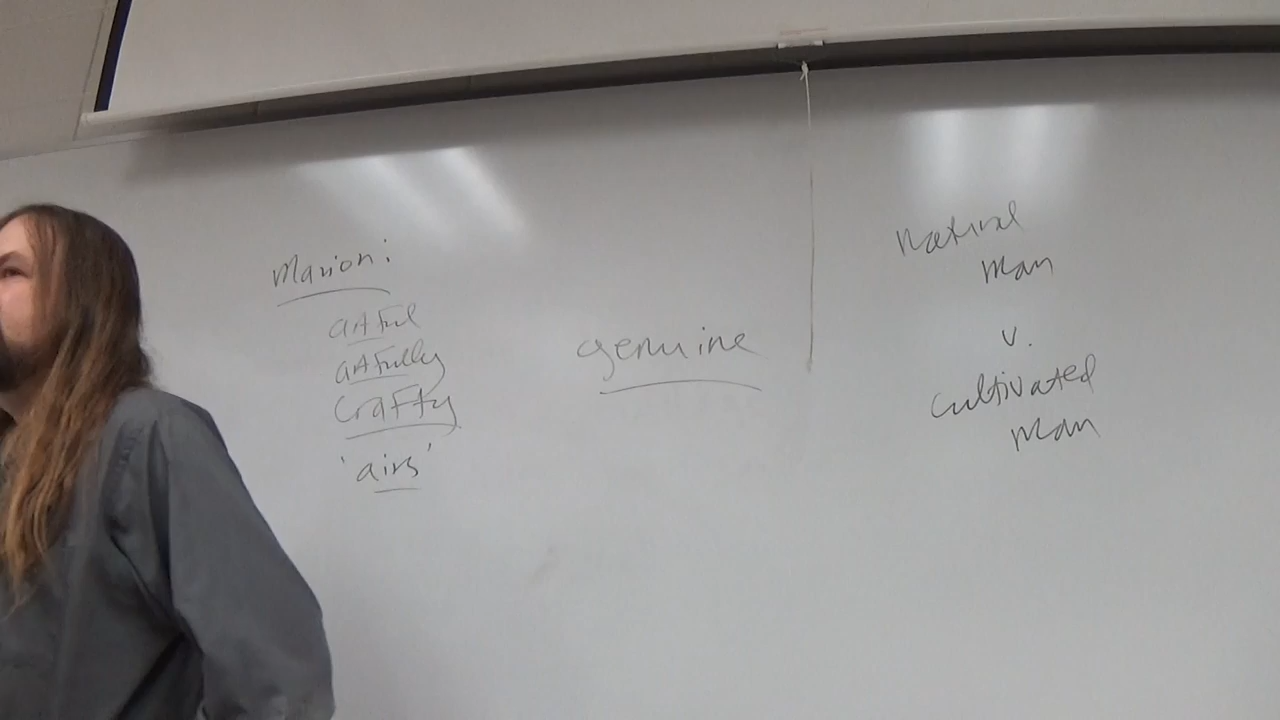 Marion:
artful
artfully
crafty
'airs'
genuine
natural
man
v.
cultivated
man